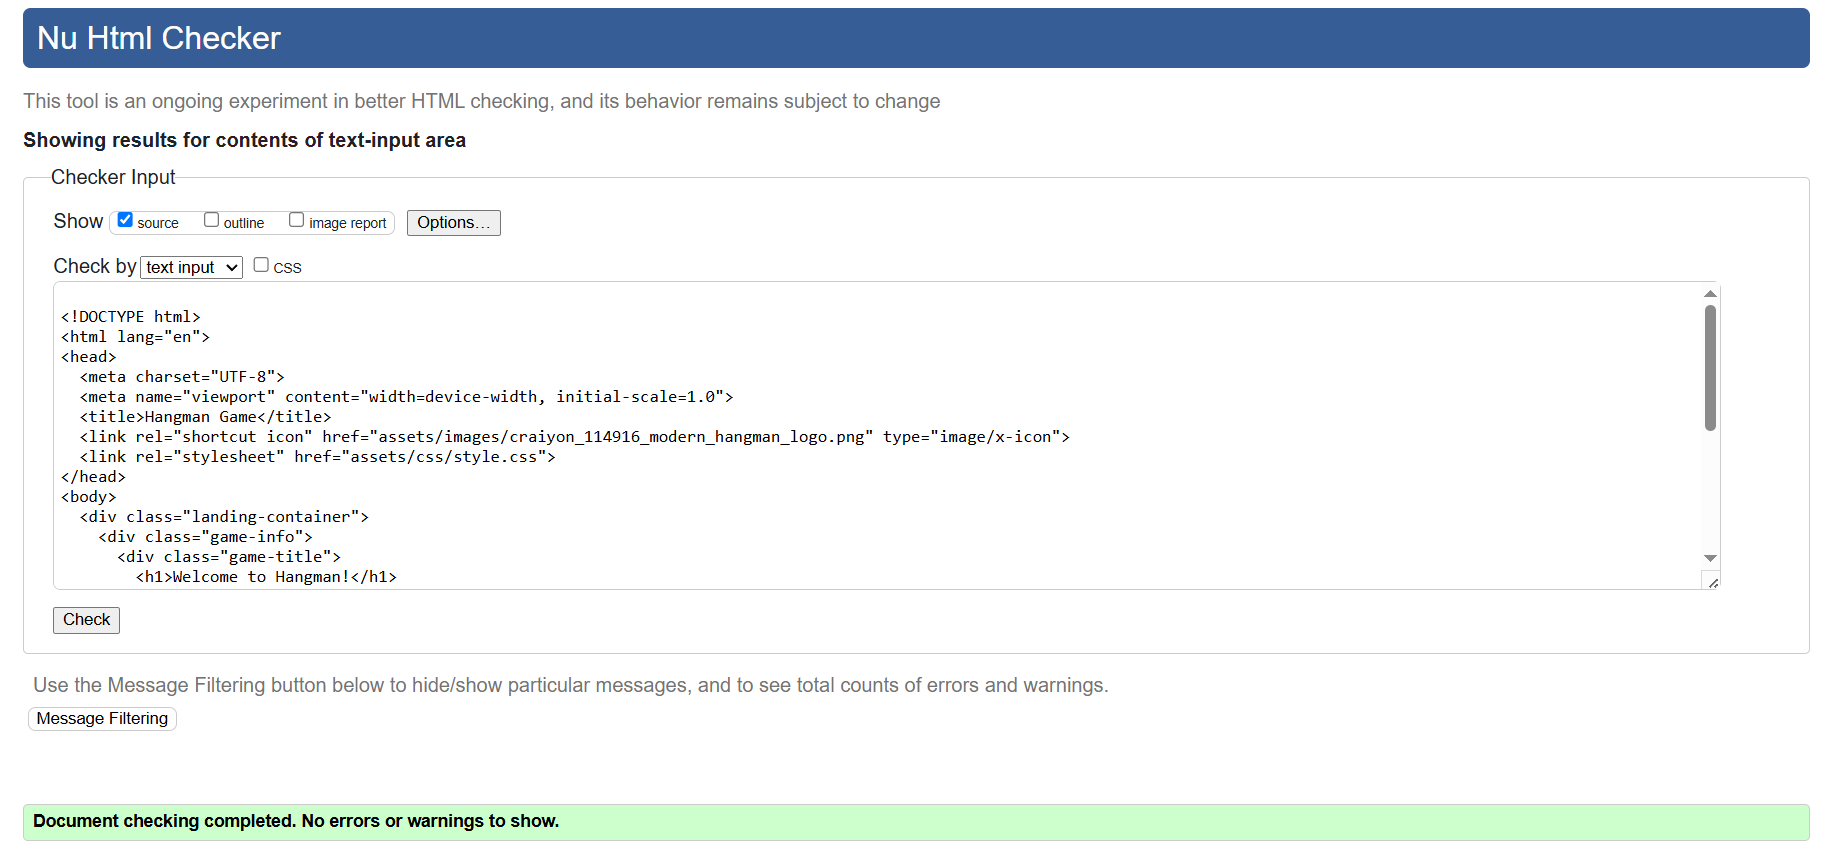 Nu Html Checker
This tool is an ongoing experiment in better HTML checking, and its behavior remains subject to change
Showing results for contents of text-input area
Checker Input
Show source outline image report Options...
Check by text input CSS
<!DOCTYPE html>
<html lang="en">
<head>
  <meta charset="UTF-8">
  <meta name="viewport" content="width=device-width, initial-scale=1.0">
  <title>Hangman Game</title>
  <link rel="shortcut icon" href="assets/images/craiyon_114916_modern_hangman_logo.png" type="image/x-icon">
  <link rel="stylesheet" href="assets/css/style.css">
</head>
<body>
  <div class="landing-container">
    <div class="game-info">
      <div class="game-title">
        <h1>Welcome to Hangman!</h1>
Check
Use the Message Filtering button below to hide/show particular messages, and to see total counts of errors and warnings.
Message Filtering
Document checking completed. No errors or warnings to show.